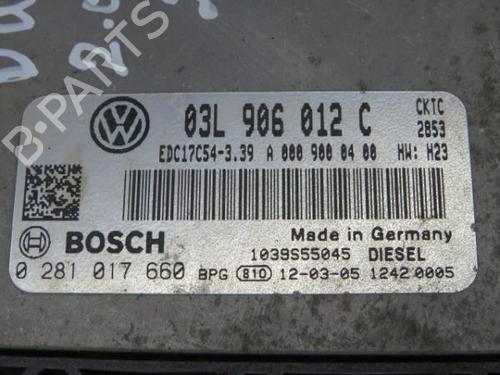 03L 906 012 C
CKTC
2853
EDC17C54-3.39 A 000 900 04 00 HW: H23
Made in Germany
BOSCH
1039S55045 DIESEL
0 281 017 660 BPG 810 12-03-05 1242 0005
B-PARTS